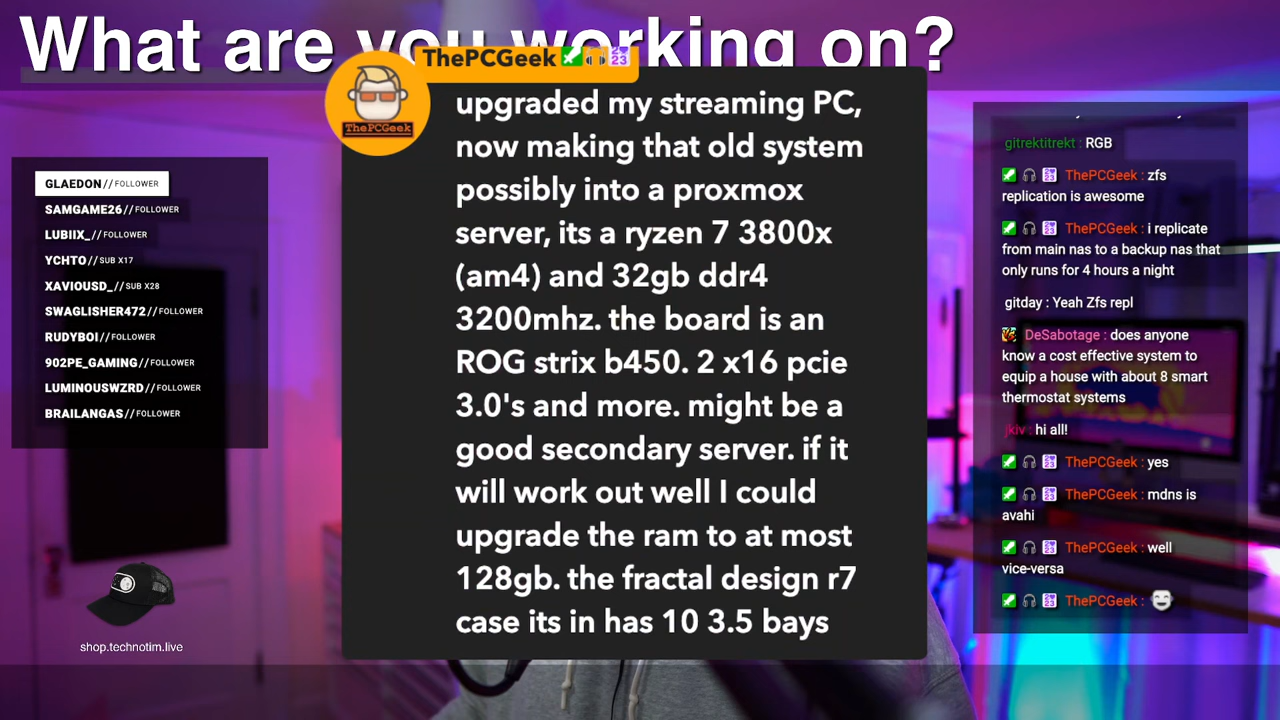 What are you working on?
ThePCGeek
ThePCGeek
upgraded my streaming PC,
now making that old system
possibly into a proxmox
server, its a ryzen 7 3800x
(am4) and 32gb ddr4
3200mhz. the board is an
ROG strix b450. 2 x16 pcie
3.0's and more. might be a
good secondary server. if it
will work out well I could
upgrade the ram to at most
128gb. the fractal design r7
case its in has 10 3.5 bays
GLAEDON//FOLLOWER
SAMGAME26//FOLLOWER
LUBIIX_//FOLLOWER
YCHTO//SUB X17
XAVIOUSD_//SUB X28
SWAGLISHER472//FOLLOWER
RUDYBOI//FOLLOWER
902PE_GAMING//FOLLOWER
LUMINOUSWZRD//FOLLOWER
BRAILANGAS//FOLLOWER
shop.technotim.live
gitrektitrekt : RGB
ThePCGeek : zfs
replication is awesome
ThePCGeek : i replicate
from main nas to a backup nas that
only runs for 4 hours a night
gitday : Yeah Zfs repl
DeSabotage : does anyone
know a cost effective system to
equip a house with about 8 smart
thermostat systems
jkiv : hi all!
ThePCGeek : yes
ThePCGeek : mdns is
avahi
ThePCGeek : well
vice-versa
ThePCGeek :